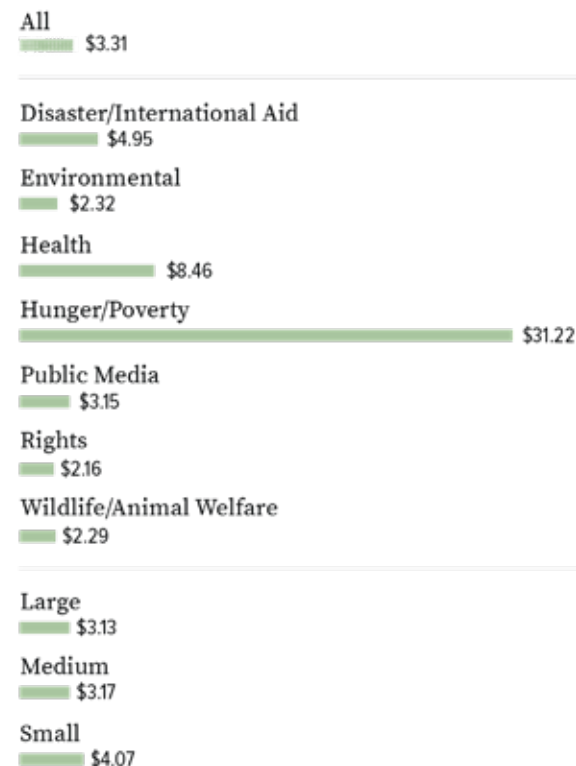 All
$3.31
Disaster/International Aid
$4.95
Environmental
$2.32
Health
$8.46
Hunger/Poverty
$31.22
Public Media
$3.15
Rights
$2.16
Wildlife/Animal Welfare
$2.29
Large
$3.13
Medium
$3.17
Small
$4.07